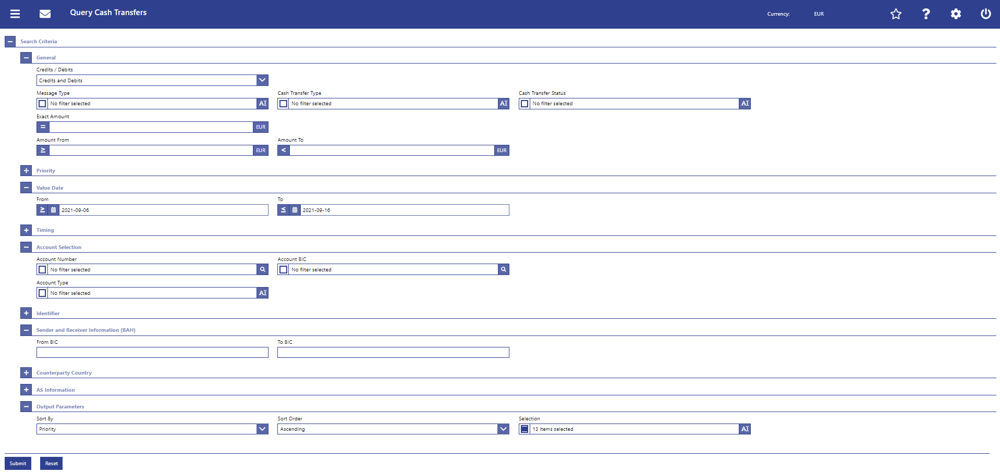 Query Cash Transfers
Currency: EUR
Search Criteria
General
Credits / Debits
Credits and Debits
Message Type Cash Transfer Type Cash Transfer Status
No filter selected No filter selected No filter selected
Exact Amount
= EUR
Amount From Amount To
≥ EUR < EUR
Priority
Value Date
From To
≥ 2021-09-06 ≤ 2021-09-16
Timing
Account Selection
Account Number Account BIC
No filter selected No filter selected
Account Type
No filter selected
Identifier
Sender and Receiver Information (BAH)
From BIC To BIC
Counterparty Country
AS Information
Output Parameters
Sort By Sort Order Selection
Priority Ascending 13 items selected
Submit Reset